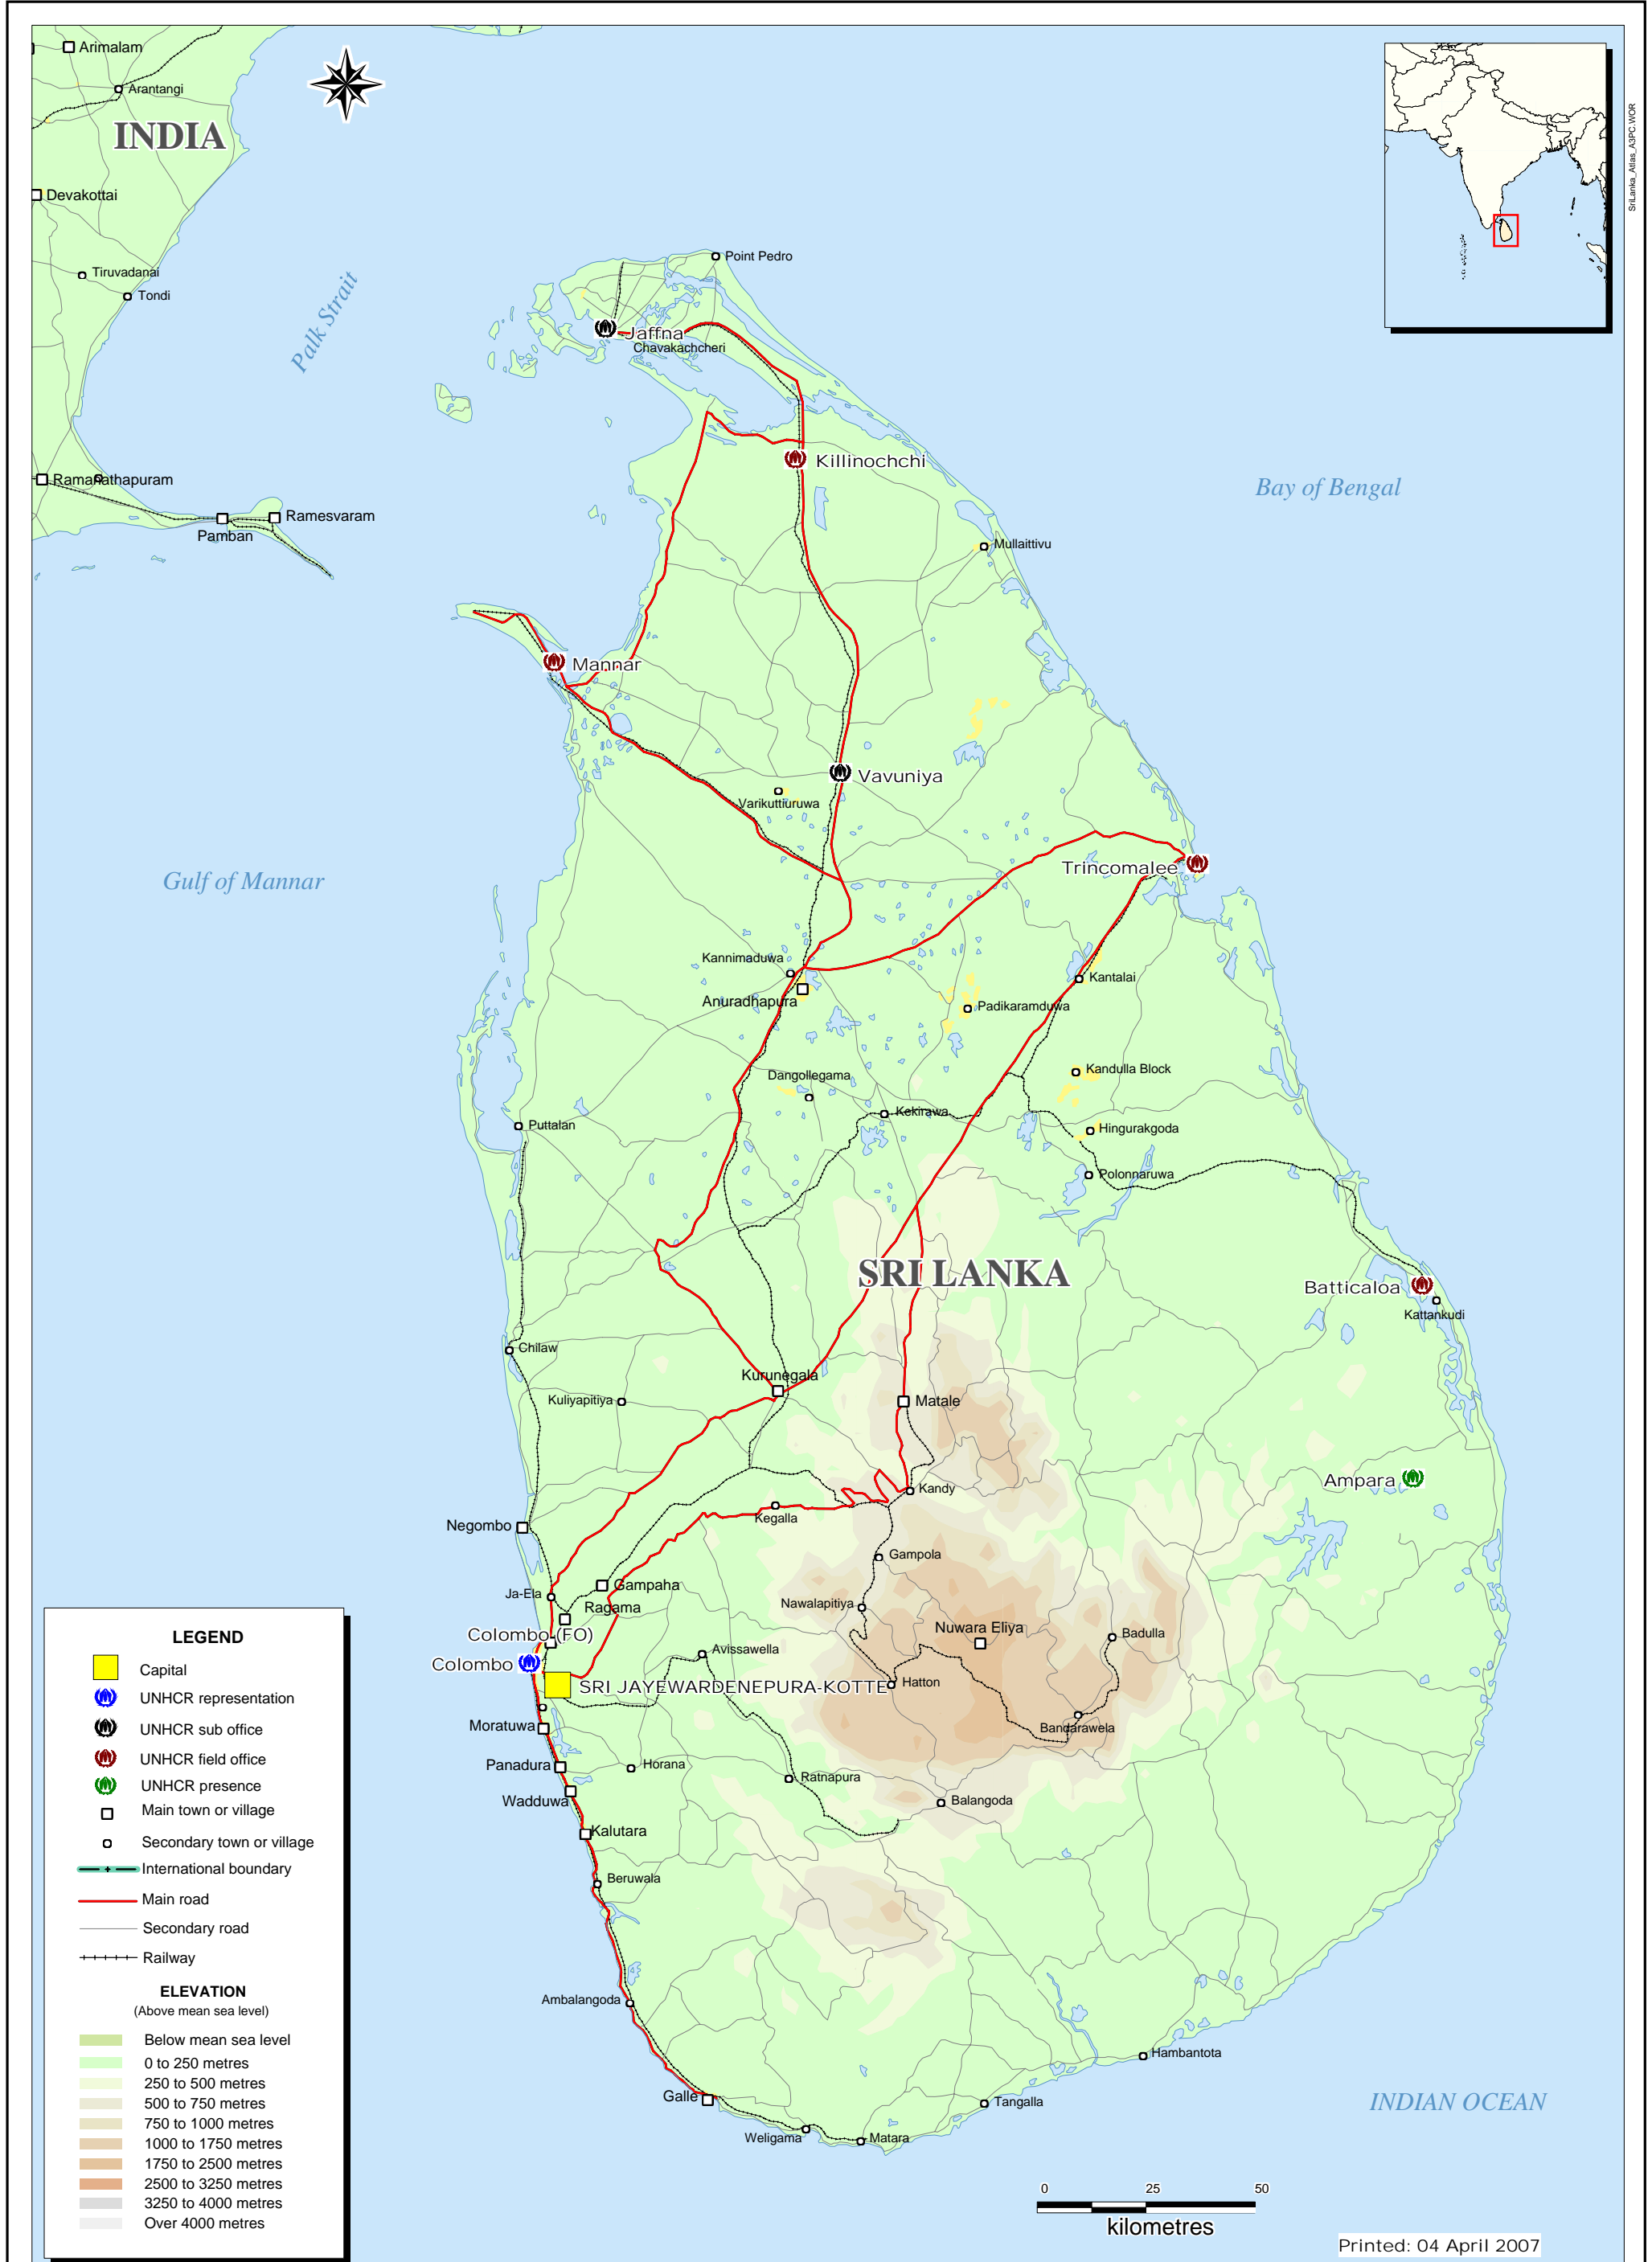 Arimalam
Arantangi
INDIA
Devakottai
Tiruvadanai
Tondi
Palk Strait
SriLanka_Atlas_A3PC.WOR
Point Pedro
Jaffna
Chavakachcheri
Killinochchi
Bay of Bengal
Ramanathapuram
Ramesvaram
Pamban
Mullaittivu
Mannar
Vavuniya
Varikuttiuruwa
Trincomalee
Gulf of Mannar
Kannimaduwa
Kantalai
Anuradhapura
Padikaramduwa
Dangollegama
Kandulla Block
Kekirawa
Puttalan
Hingurakgoda
Polonnaruwa
SRI LANKA
Batticaloa
Kattankudi
Chilaw
Kurunegala
Kuliyapitiya
Matale
Ampara
Kandy
Kegalla
Negombo
Gampola
Gampaha
Ja-Ela
Nawalapitiya
Ragama
Nuwara Eliya
Badulla
Colombo (FO)
Avissawella
Colombo
Hatton
SRI JAYEWARDENEPURA-KOTTE
Moratuwa
Bandarawela
Panadura
Horana
Ratnapura
Wadduwa
Balangoda
Kalutara
Beruwala
Ambalangoda
Hambantota
Galle
Tangalla
INDIAN OCEAN
Weligama
Matara
LEGEND
Capital
UNHCR representation
UNHCR sub office
UNHCR field office
UNHCR presence
Main town or village
Secondary town or village
International boundary
Main road
Secondary road
Railway
ELEVATION
(Above mean sea level)
Below mean sea level
0 to 250 metres
250 to 500 metres
500 to 750 metres
750 to 1000 metres
1000 to 1750 metres
1750 to 2500 metres
2500 to 3250 metres
3250 to 4000 metres
Over 4000 metres
0 25 50
kilometres
Printed: 04 April 2007